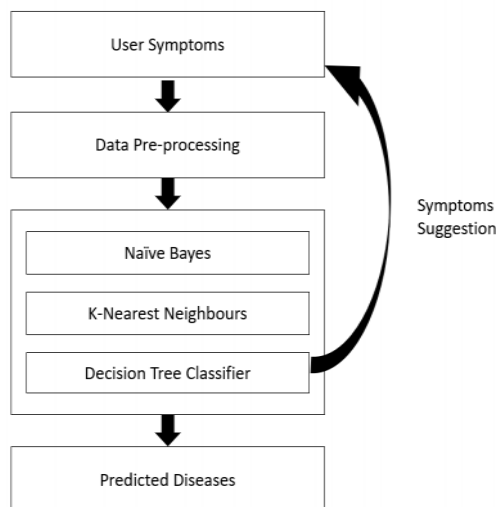 User Symptoms
Data Pre-processing
Naïve Bayes
K-Nearest Neighbours
Decision Tree Classifier
Symptoms
Suggestion
Predicted Diseases